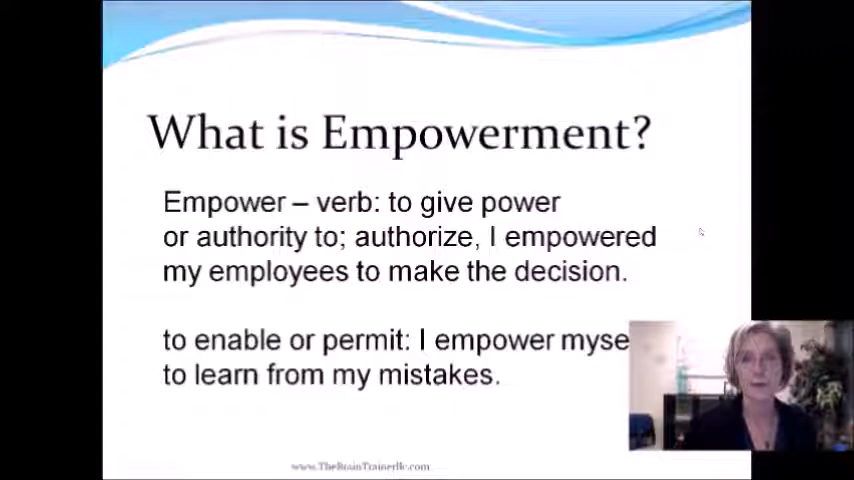 What is Empowerment?
Empower – verb: to give power
or authority to; authorize, I empowered
my employees to make the decision.
to enable or permit: I empower myse
to learn from my mistakes.
www.TheBrainTrainerllc.com